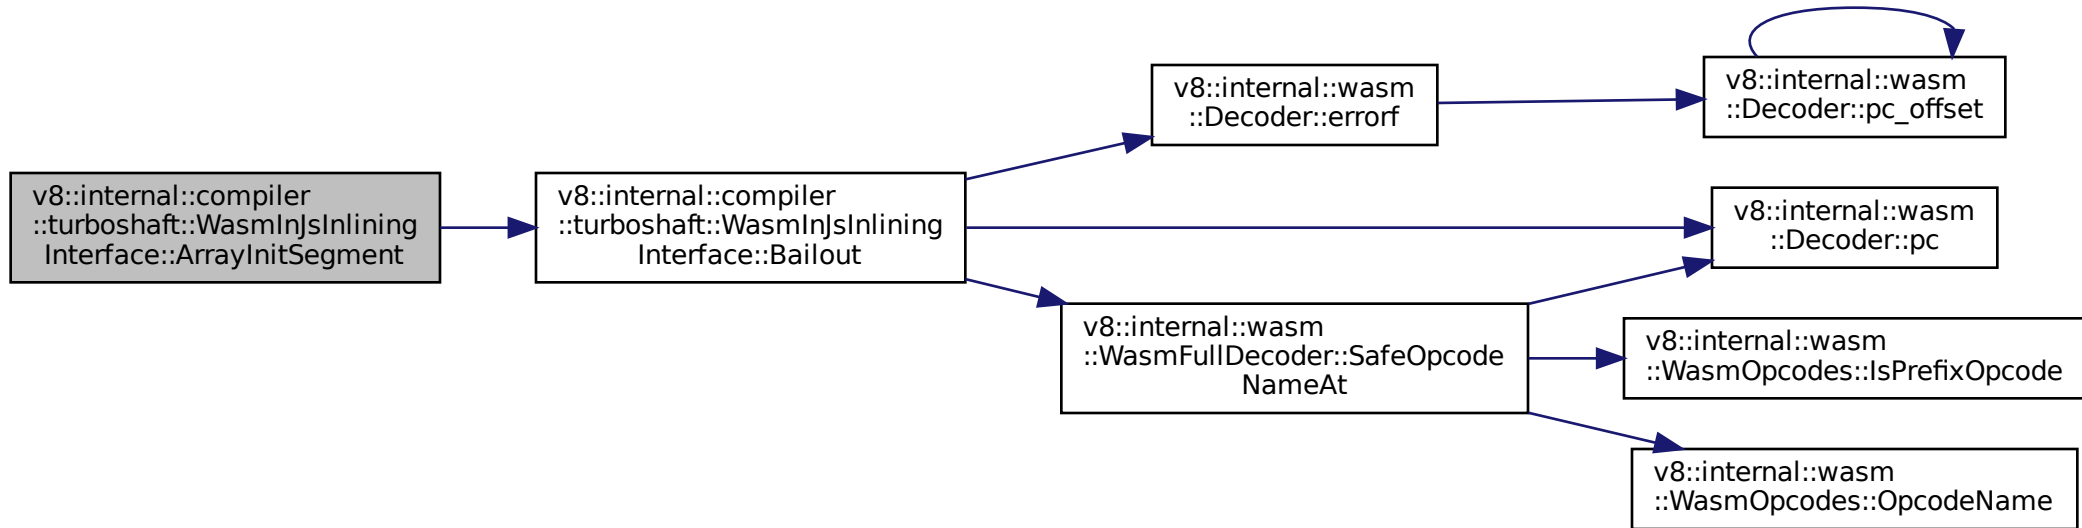 v8::internal::compiler
::turboshaft::WasmInJsInlining
Interface::ArrayInitSegment
v8::internal::compiler
::turboshaft::WasmInJsInlining
Interface::Bailout
v8::internal::wasm
::Decoder::errorf
v8::internal::wasm
::Decoder::pc_offset
v8::internal::wasm
::Decoder::pc
v8::internal::wasm
::WasmFullDecoder::SafeOpcode
NameAt
v8::internal::wasm
::WasmOpcodes::IsPrefixOpcode
v8::internal::wasm
::WasmOpcodes::OpcodeName